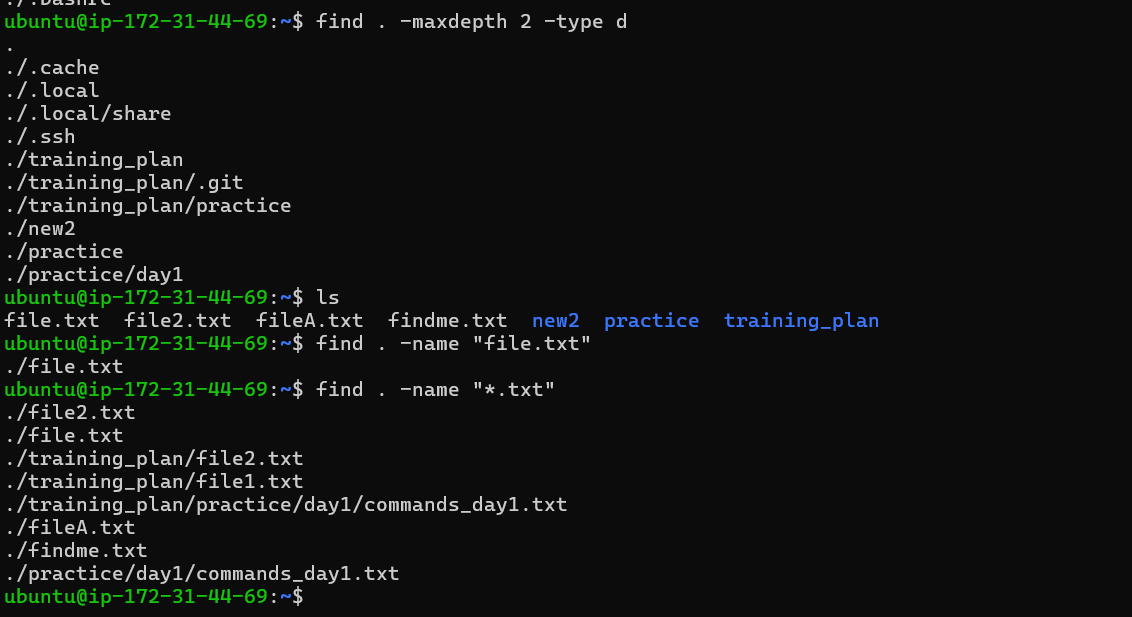 ./.bashrc
ubuntu@ip-172-31-44-69:~$ find . -maxdepth 2 -type d
.
./.cache
./.local
./.local/share
./.ssh
./training_plan
./training_plan/.git
./training_plan/practice
./new2
./practice
./practice/day1
ubuntu@ip-172-31-44-69:~$ ls
file.txt  file2.txt  fileA.txt  findme.txt  new2  practice  training_plan
ubuntu@ip-172-31-44-69:~$ find . -name "file.txt"
./file.txt
ubuntu@ip-172-31-44-69:~$ find . -name "*.txt"
./file2.txt
./file.txt
./training_plan/file2.txt
./training_plan/file1.txt
./training_plan/practice/day1/commands_day1.txt
./fileA.txt
./findme.txt
./practice/day1/commands_day1.txt
ubuntu@ip-172-31-44-69:~$